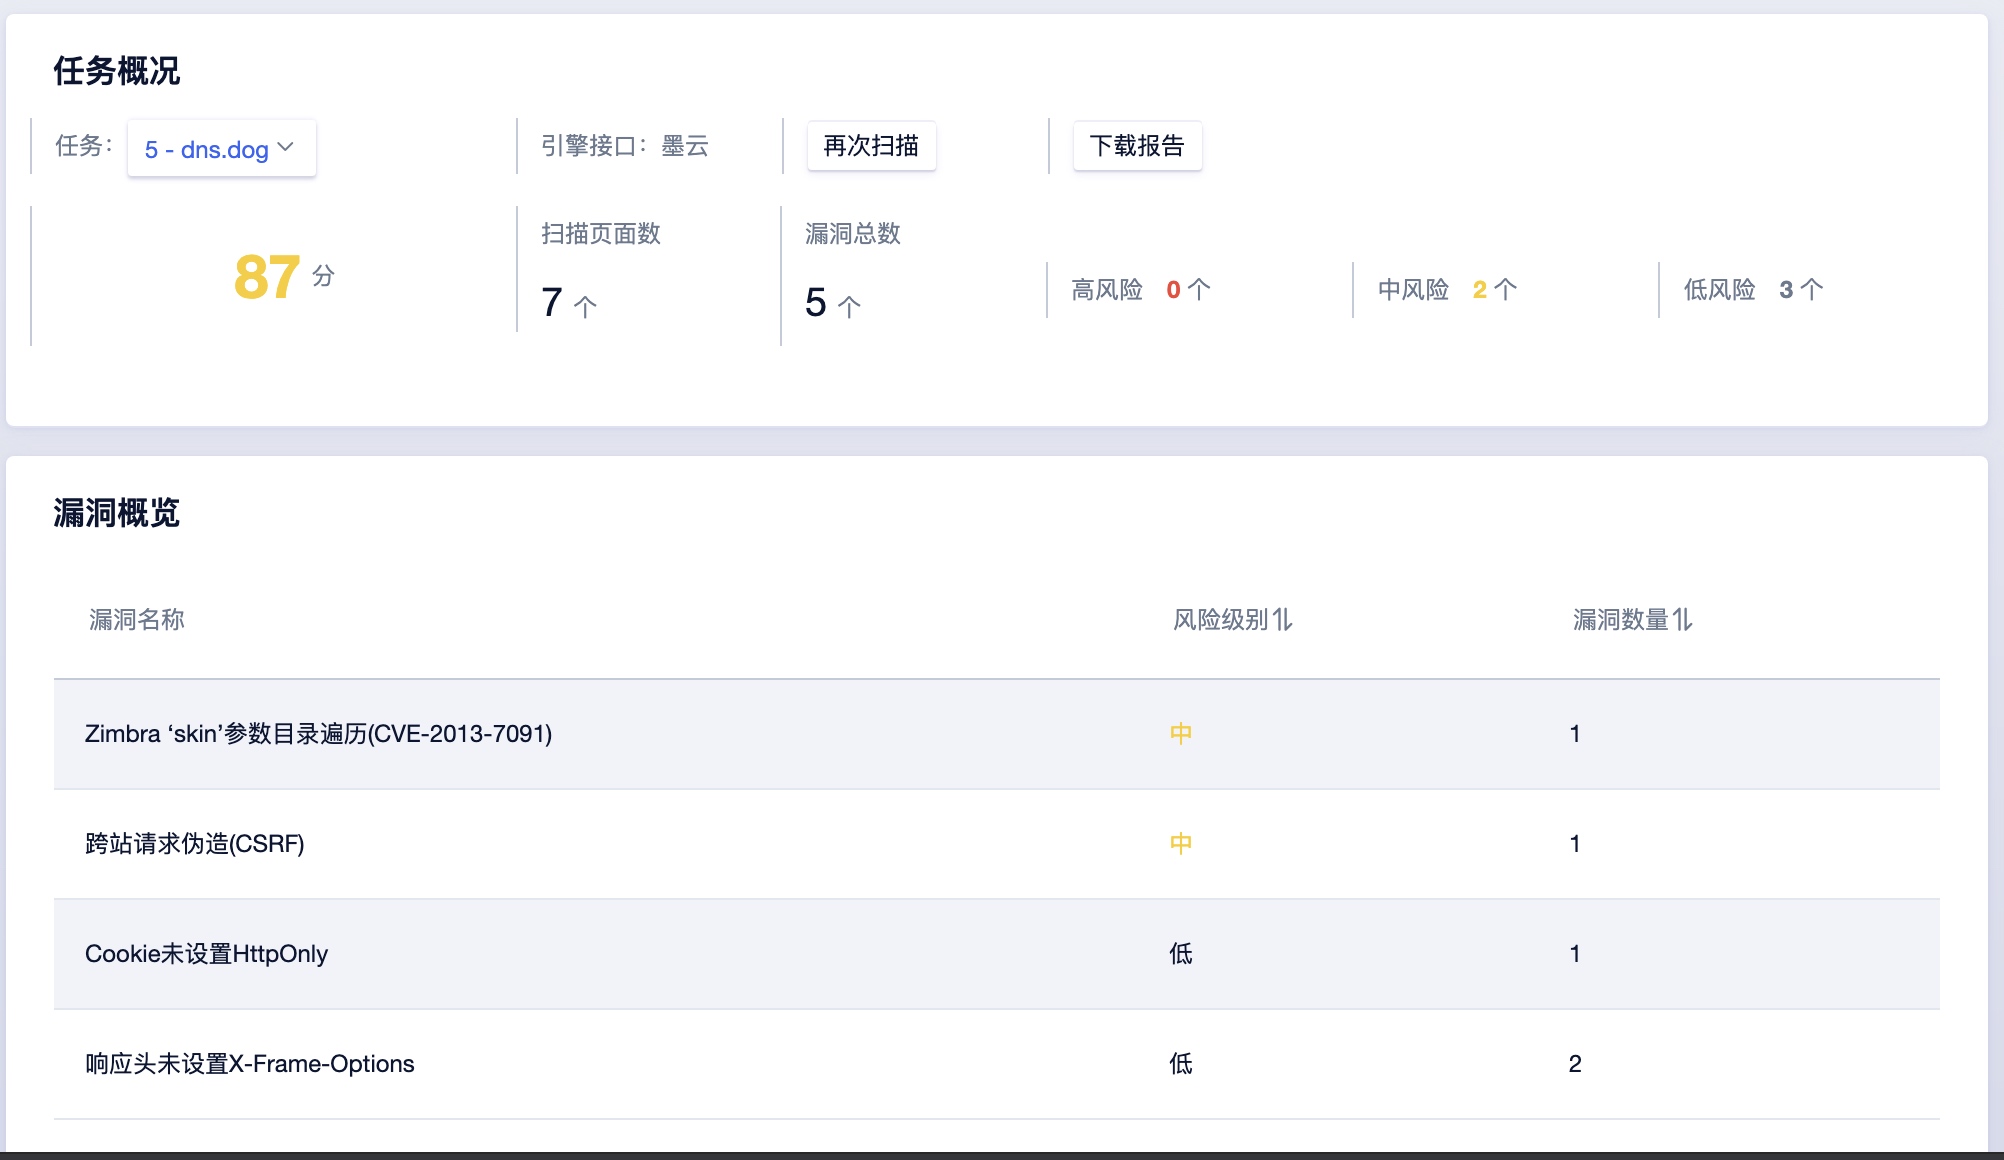 任务概况
任务： 5 - dns.dog 引擎接口：墨云 再次扫描 下载报告
87 分
扫描页面数
7 个
漏洞总数
5 个
高风险 0 个 中风险 2 个 低风险 3 个
漏洞概览
漏洞名称 风险级别 漏洞数量
Zimbra ‘skin’参数目录遍历(CVE-2013-7091) 中 1
跨站请求伪造(CSRF) 中 1
Cookie未设置HttpOnly 低 1
响应头未设置X-Frame-Options 低 2